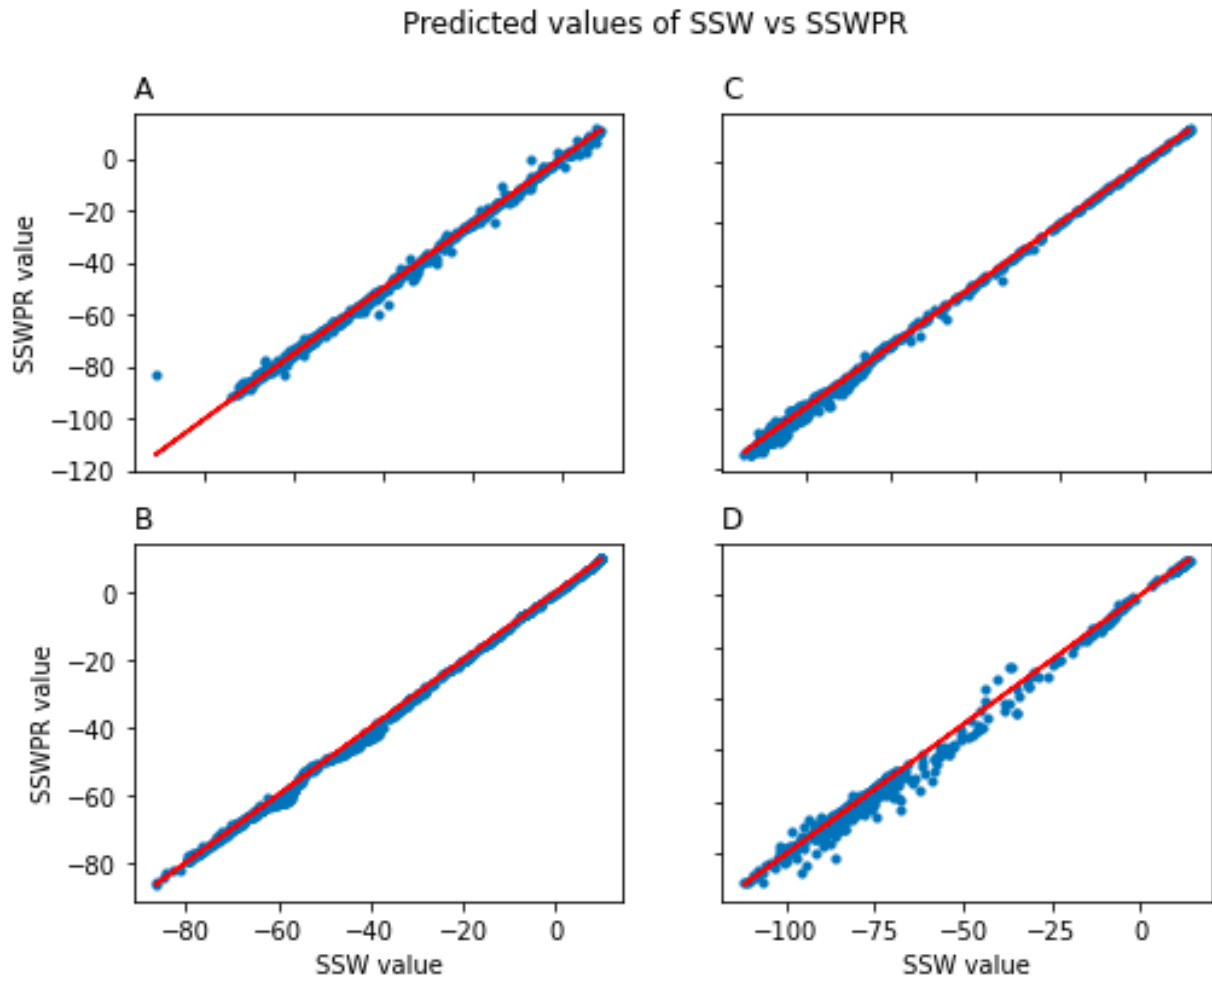 Predicted values of SSW vs SSWPR
A
SSWPR value
0
−20
−40
−60
−80
−100
−120
C
B
SSWPR value
0
−20
−40
−60
−80
−80 −60 −40 −20 0
SSW value
D
−100 −75 −50 −25 0
SSW value